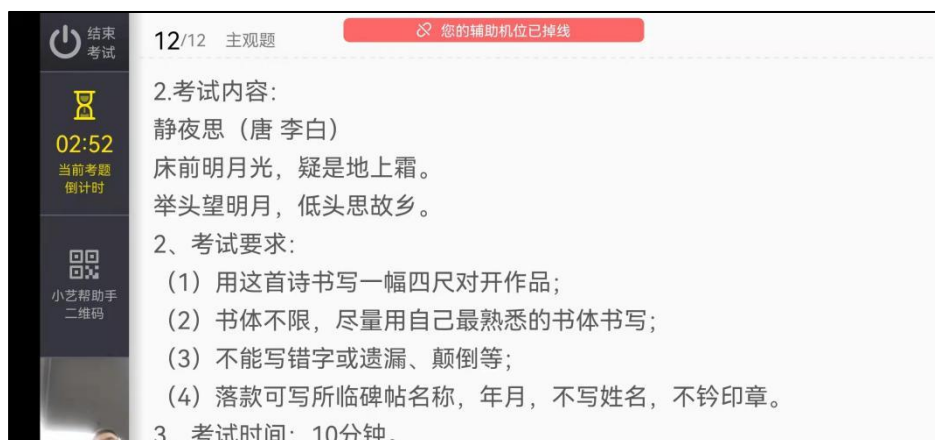 结束
考试
12/12 主观题
您的辅助机位已掉线
02:52
当前考题
倒计时
小艺帮助手
二维码
2.考试内容:
静夜思（唐 李白）
床前明月光，疑是地上霜。
举头望明月，低头思故乡。
2、考试要求:
（1）用这首诗书写一幅四尺对开作品;
（2）书体不限，尽量用自己最熟悉的书体书写;
（3）不能写错字或遗漏、颠倒等;
（4）落款可写所临碑帖名称，年月，不写姓名，不钤印章。
3、考试时间: 10分钟。